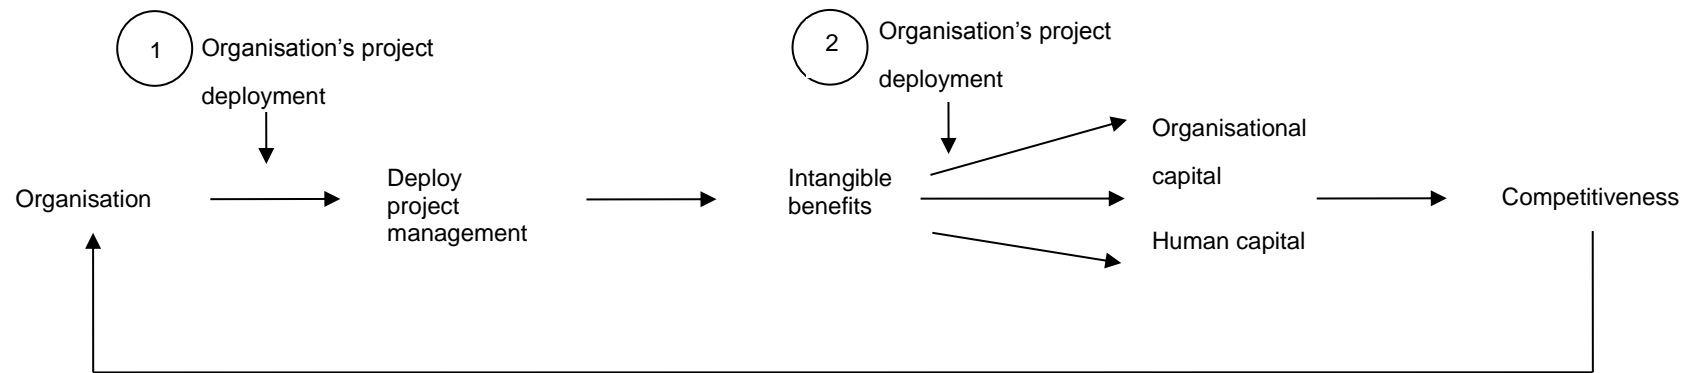 1
Organisation’s project
deployment
2
Organisation’s project
deployment
Organisation
Deploy
project
management
Intangible
benefits
Organisational
capital
Human capital
Competitiveness